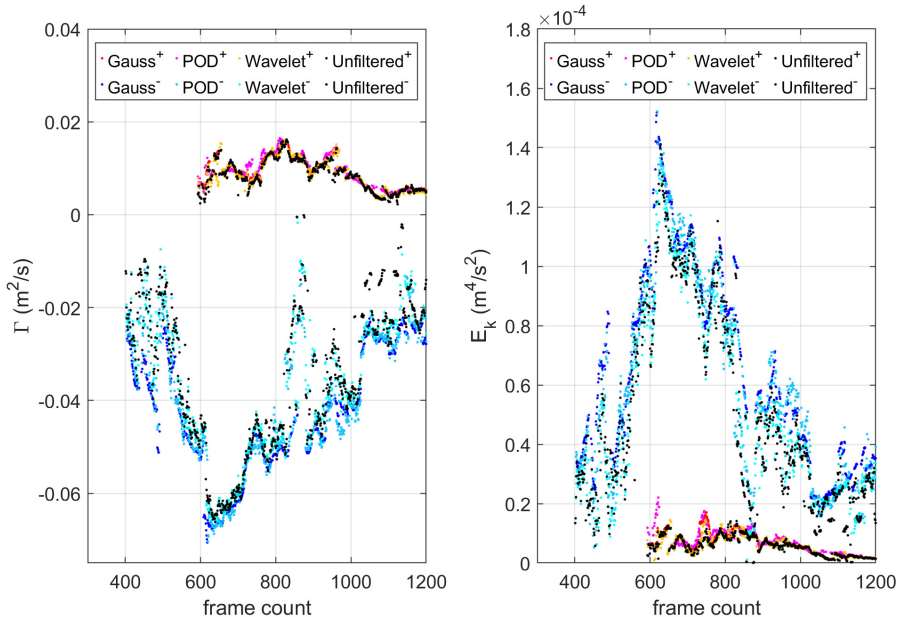 0.04
0.02
0
-0.02
-0.04
-0.06
Γ (m²/s)
Gauss⁺ POD⁺ Wavelet⁺ Unfiltered⁺
Gauss⁻ POD⁻ Wavelet⁻ Unfiltered⁻
400 600 800 1000 1200
frame count
×10⁻⁴
1.8
1.6
1.4
1.2
1
0.8
0.6
0.4
0.2
0
Eₖ (m⁴/s²)
Gauss⁺ POD⁺ Wavelet⁺ Unfiltered⁺
Gauss⁻ POD⁻ Wavelet⁻ Unfiltered⁻
400 600 800 1000 1200
frame count